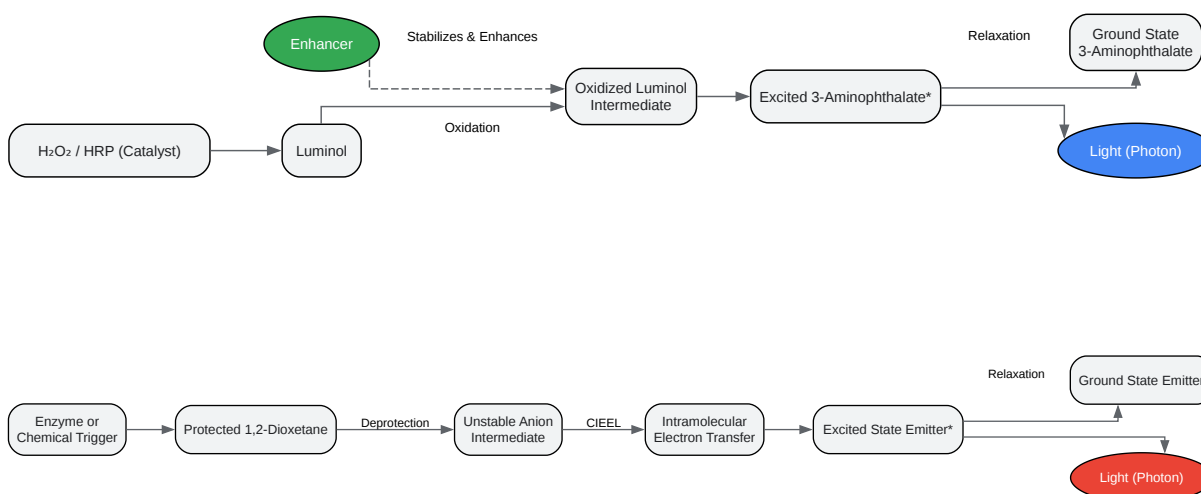 Enhancer
Stabilizes & Enhances
Relaxation
Ground State
3-Aminophthalate
Oxidized Luminol
Intermediate
Excited 3-Aminophthalate*
Oxidation
H₂O₂ / HRP (Catalyst)
Luminol
Light (Photon)
Relaxation
Ground State Emitter
Enzyme or
Chemical Trigger
Protected 1,2-Dioxetane
Deprotection
Unstable Anion
Intermediate
CIEEL
Intramolecular
Electron Transfer
Excited State Emitter*
Light (Photon)